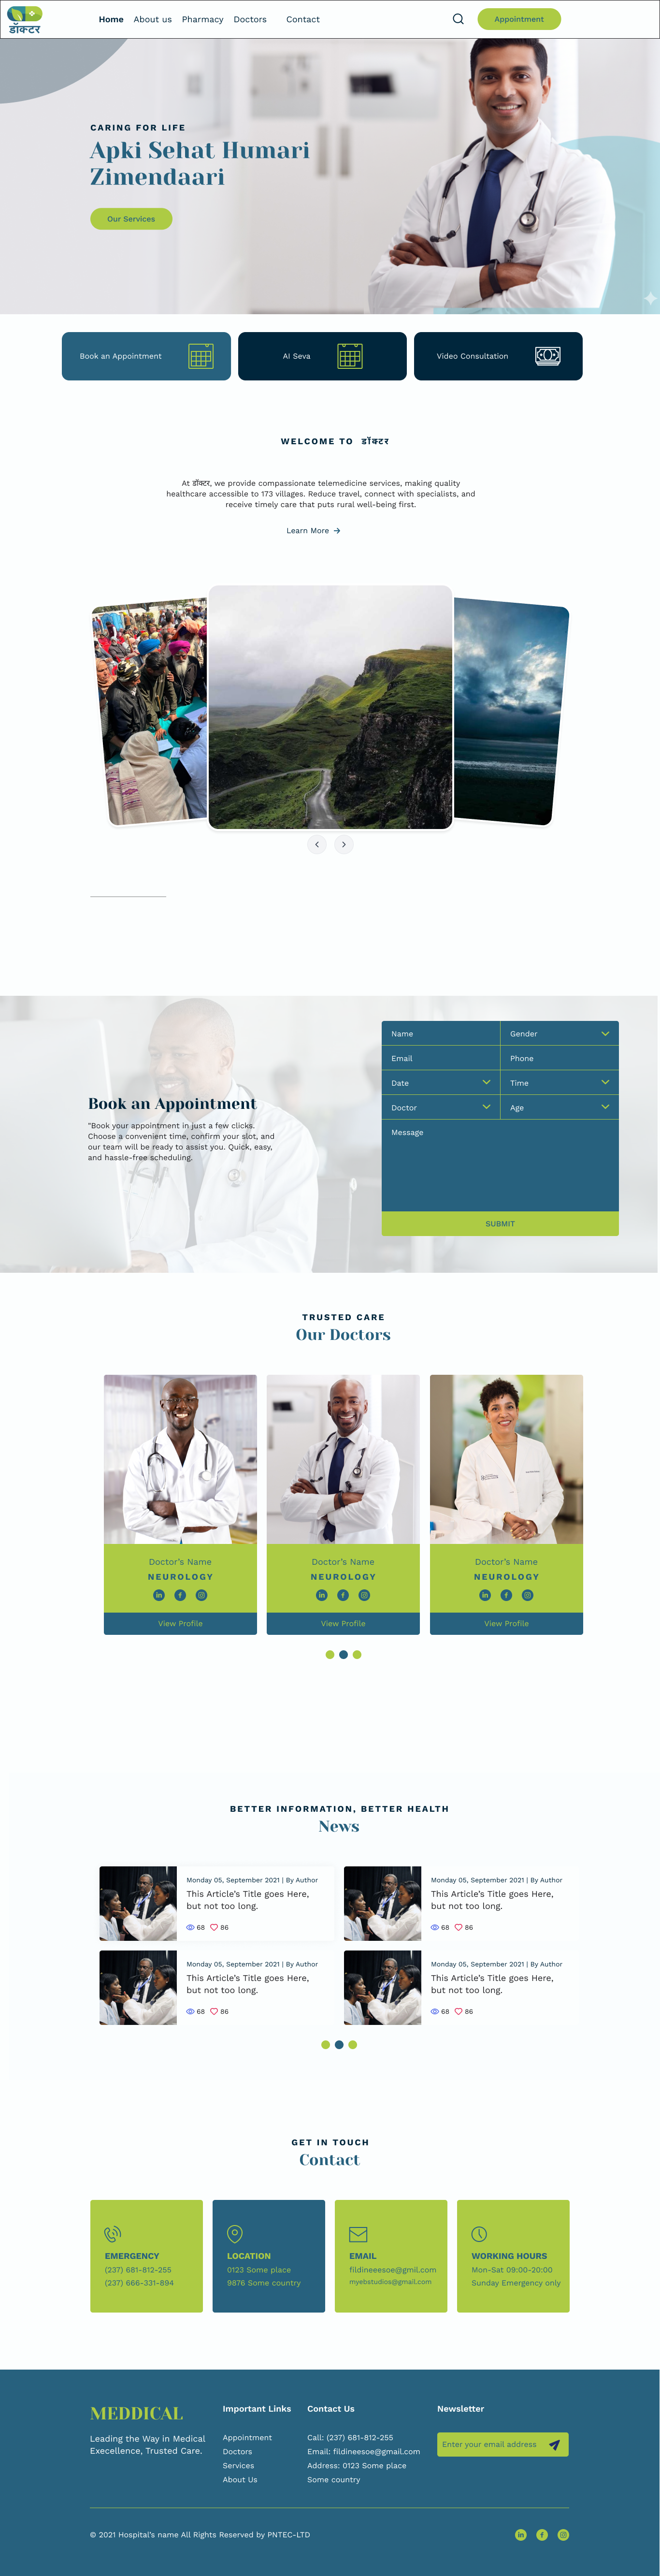 डॉक्टर
Home About us Pharmacy Doctors Contact
Appointment
CARING FOR LIFE
Apki Sehat Humari
Zimendaari
Our Services
Book an Appointment
AI Seva
Video Consultation
WELCOME TO डॉक्टर
At डॉक्टर, we provide compassionate telemedicine services, making quality
healthcare accessible to 173 villages. Reduce travel, connect with specialists, and
receive timely care that puts rural well-being first.
Learn More
Book an Appointment
"Book your appointment in just a few clicks.
Choose a convenient time, confirm your slot, and
our team will be ready to assist you. Quick, easy,
and hassle-free scheduling.
Name Gender
Email Phone
Date Time
Doctor Age
Message
SUBMIT
TRUSTED CARE
Our Doctors
Doctor's Name
NEUROLOGY
View Profile
Doctor's Name
NEUROLOGY
View Profile
Doctor's Name
NEUROLOGY
View Profile
BETTER INFORMATION, BETTER HEALTH
News
Monday 05, September 2021 | By Author
This Article's Title goes Here,
but not too long.
68 86
Monday 05, September 2021 | By Author
This Article's Title goes Here,
but not too long.
68 86
Monday 05, September 2021 | By Author
This Article's Title goes Here,
but not too long.
68 86
Monday 05, September 2021 | By Author
This Article's Title goes Here,
but not too long.
68 86
GET IN TOUCH
Contact
EMERGENCY
(237) 681-812-255
(237) 666-331-894
LOCATION
0123 Some place
9876 Some country
EMAIL
fildineeesoe@gmil.com
myebstudios@gmail.com
WORKING HOURS
Mon-Sat 09:00-20:00
Sunday Emergency only
MEDDICAL
Leading the Way in Medical
Execellence, Trusted Care.
Important Links
Appointment
Doctors
Services
About Us
Contact Us
Call: (237) 681-812-255
Email: fildineesoe@gmail.com
Address: 0123 Some place
Some country
Newsletter
Enter your email address
© 2021 Hospital's name All Rights Reserved by PNTEC-LTD